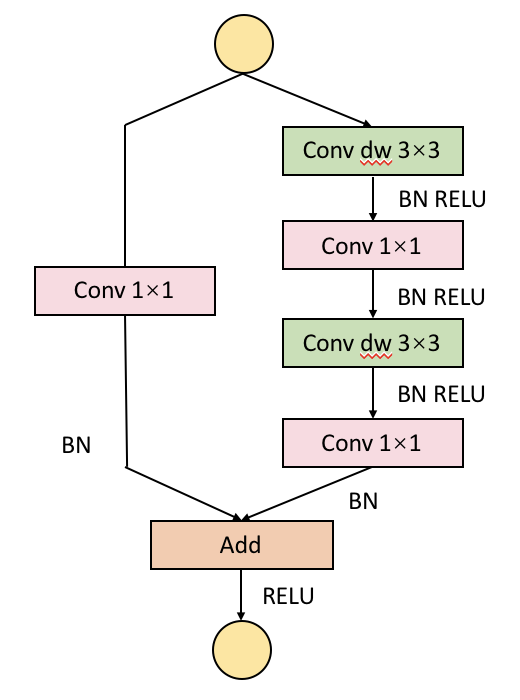 Conv dw 3×3
BN RELU
Conv 1×1
Conv 1×1
BN RELU
Conv dw 3×3
BN RELU
Conv 1×1
BN
BN
Add
RELU